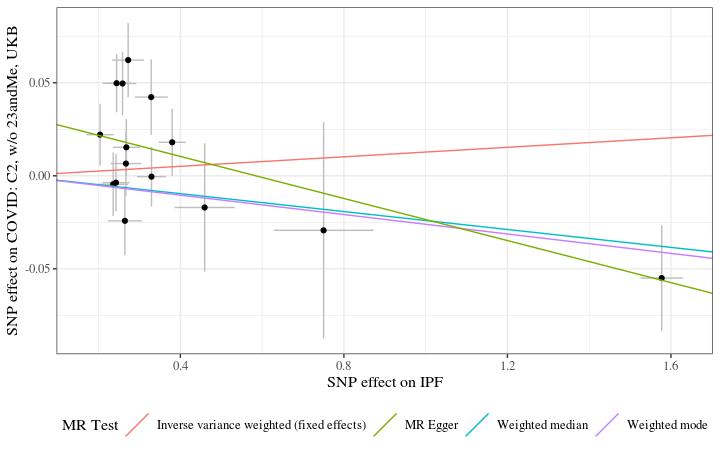 SNP effect on COVID: C2, w/o 23andMe, UKB
0.05
0.00
-0.05
0.4
0.8
1.2
1.6
SNP effect on IPF
MR Test
Inverse variance weighted (fixed effects)
MR Egger
Weighted median
Weighted mode